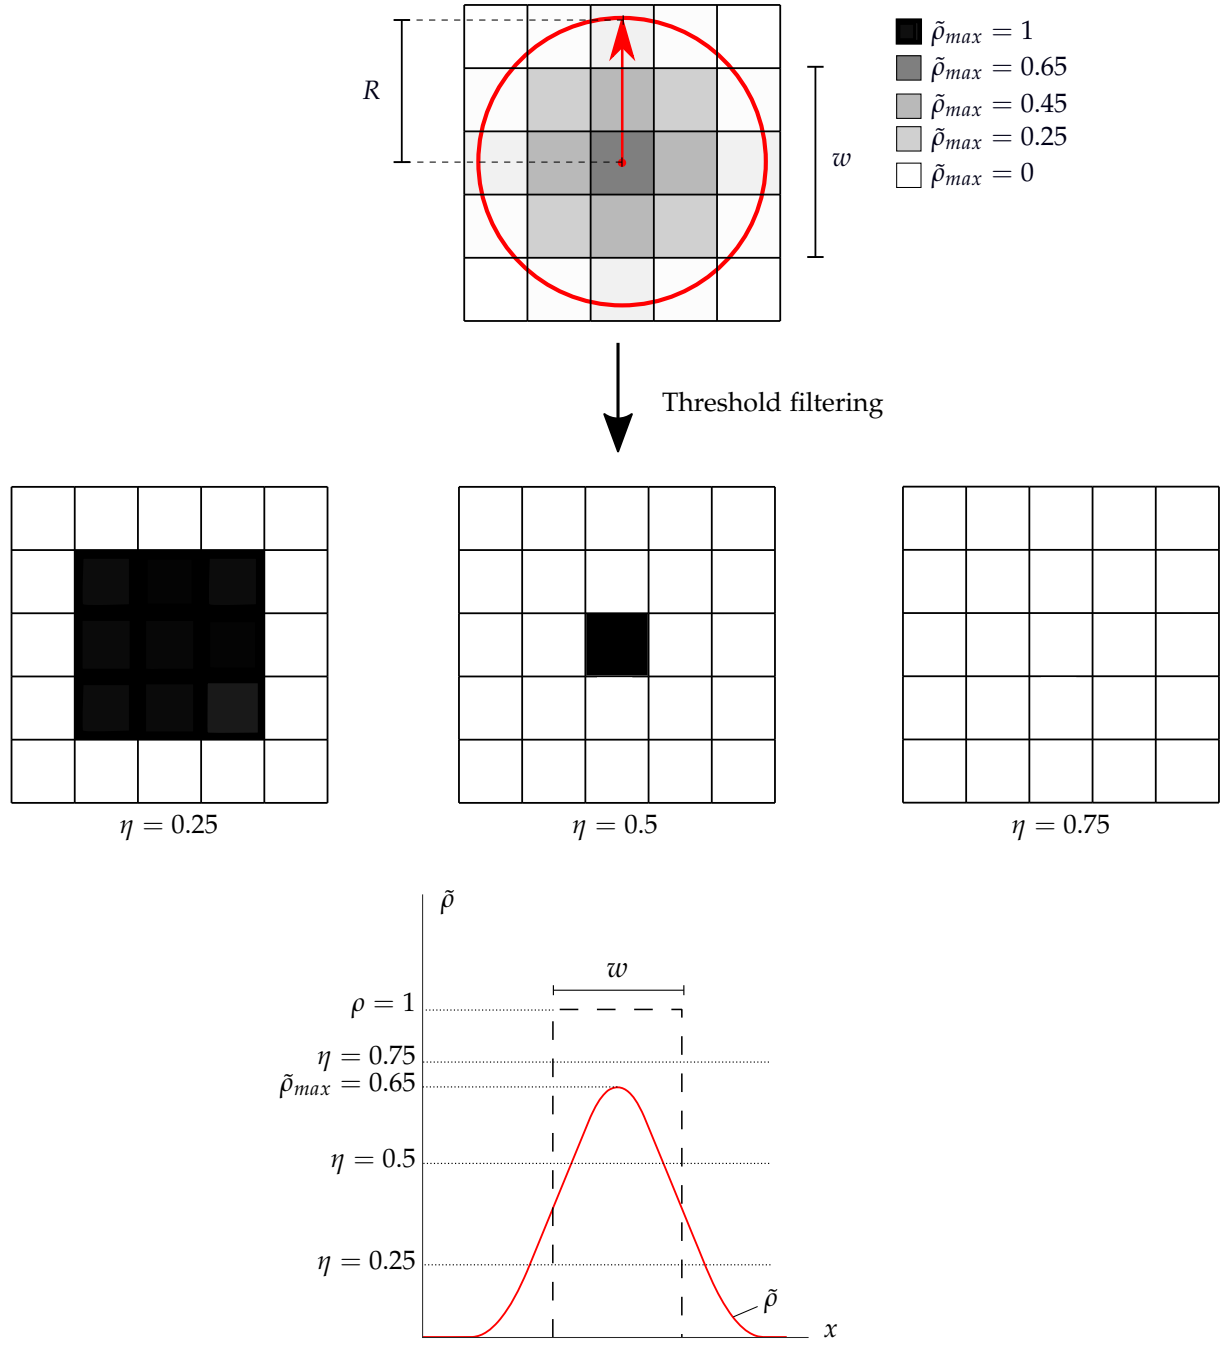 R
w
ρ̃max = 1
ρ̃max = 0.65
ρ̃max = 0.45
ρ̃max = 0.25
ρ̃max = 0
Threshold filtering
η = 0.25
η = 0.5
η = 0.75
ρ̃
w
ρ = 1
η = 0.75
ρ̃max = 0.65
η = 0.5
η = 0.25
ρ̃
x